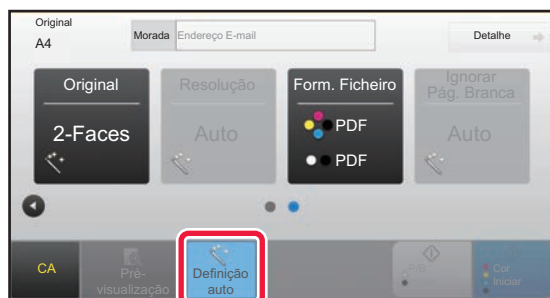 Original
A4
Morada
Endereço E-mail
Detalhe
Original
2-Faces
Resolução
Auto
Form. Ficheiro
PDF
PDF
Ignorar
Pág. Branca
Auto
CA
Pré-
visualização
Definição
auto
P/B
Iniciar
Cor
Iniciar